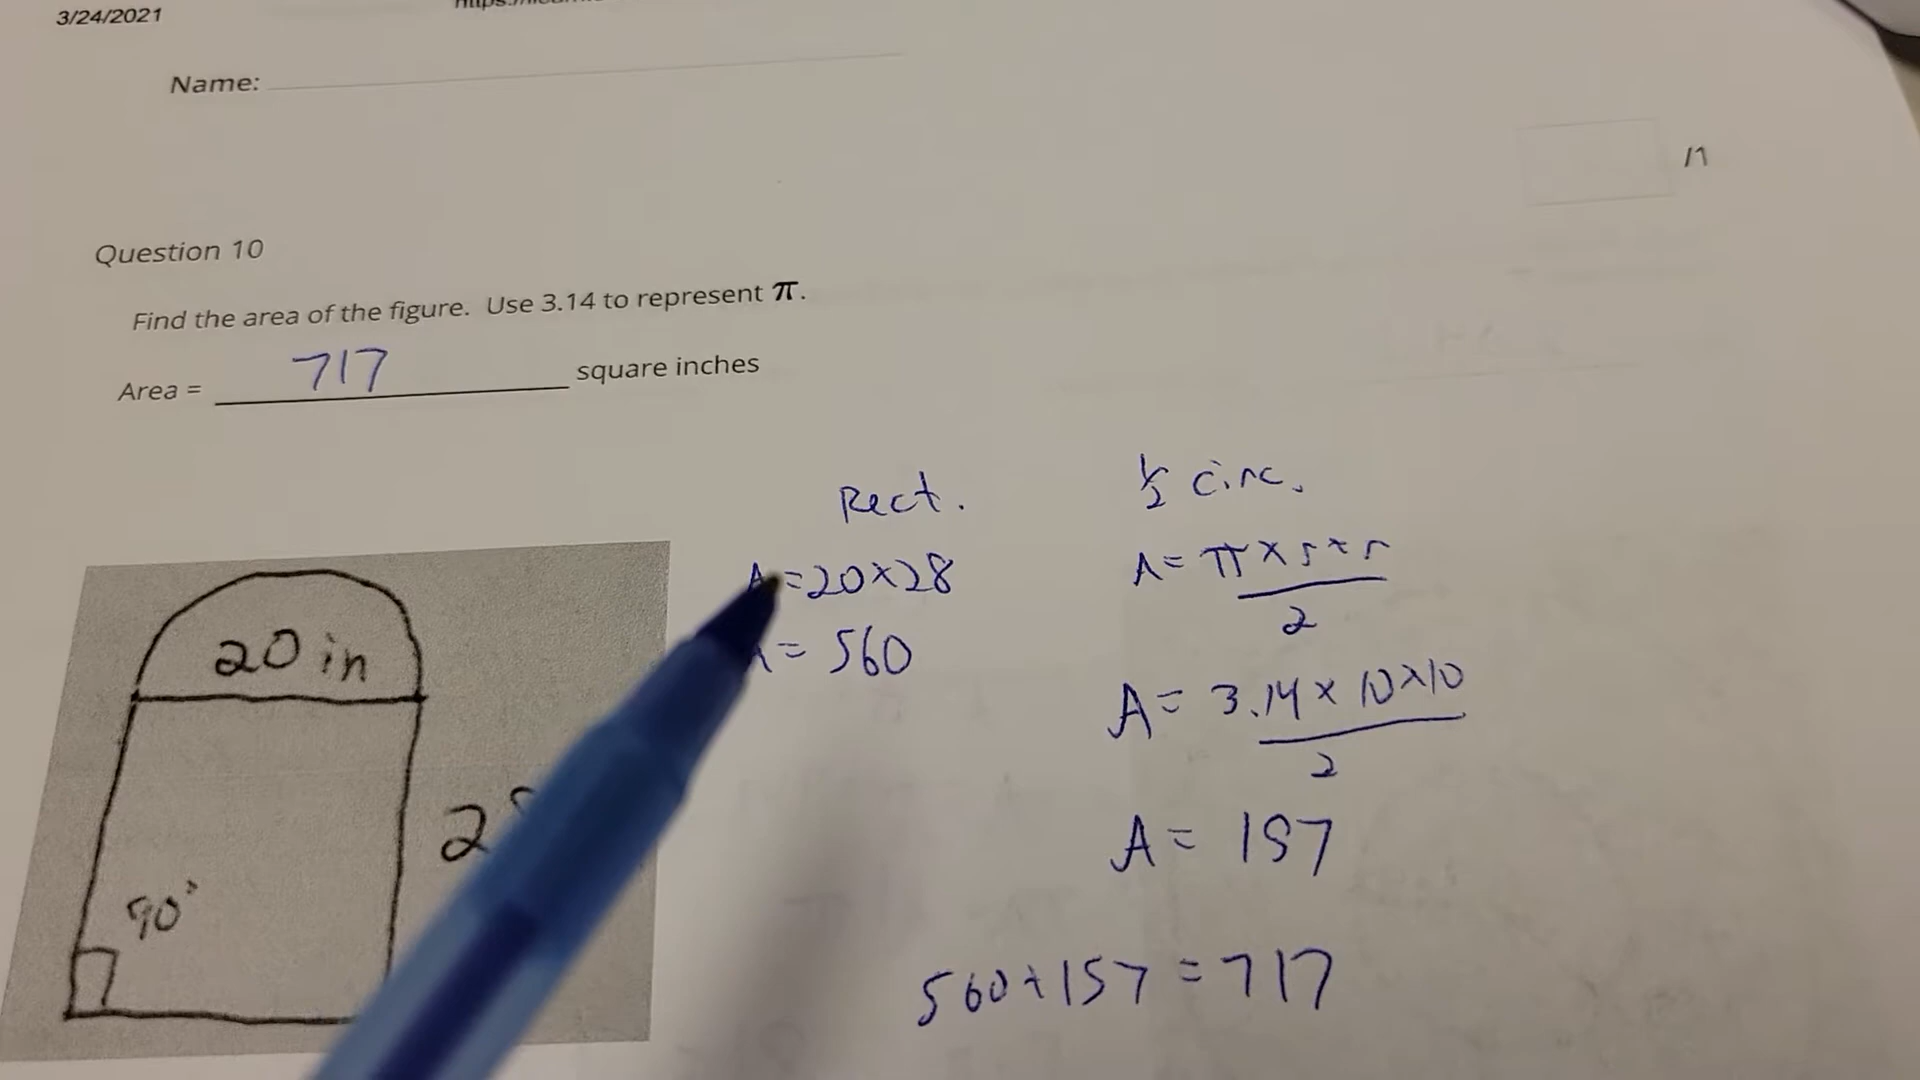 3/24/2021
Name:
/1
Question 10
Find the area of the figure. Use 3.14 to represent π.
Area = 717 square inches
Rect.
A=20×28
A= 560
½ circ.
A= π×r×r
2
A= 3.14×10×10
2
A= 157
560+157=717
20 in
90°